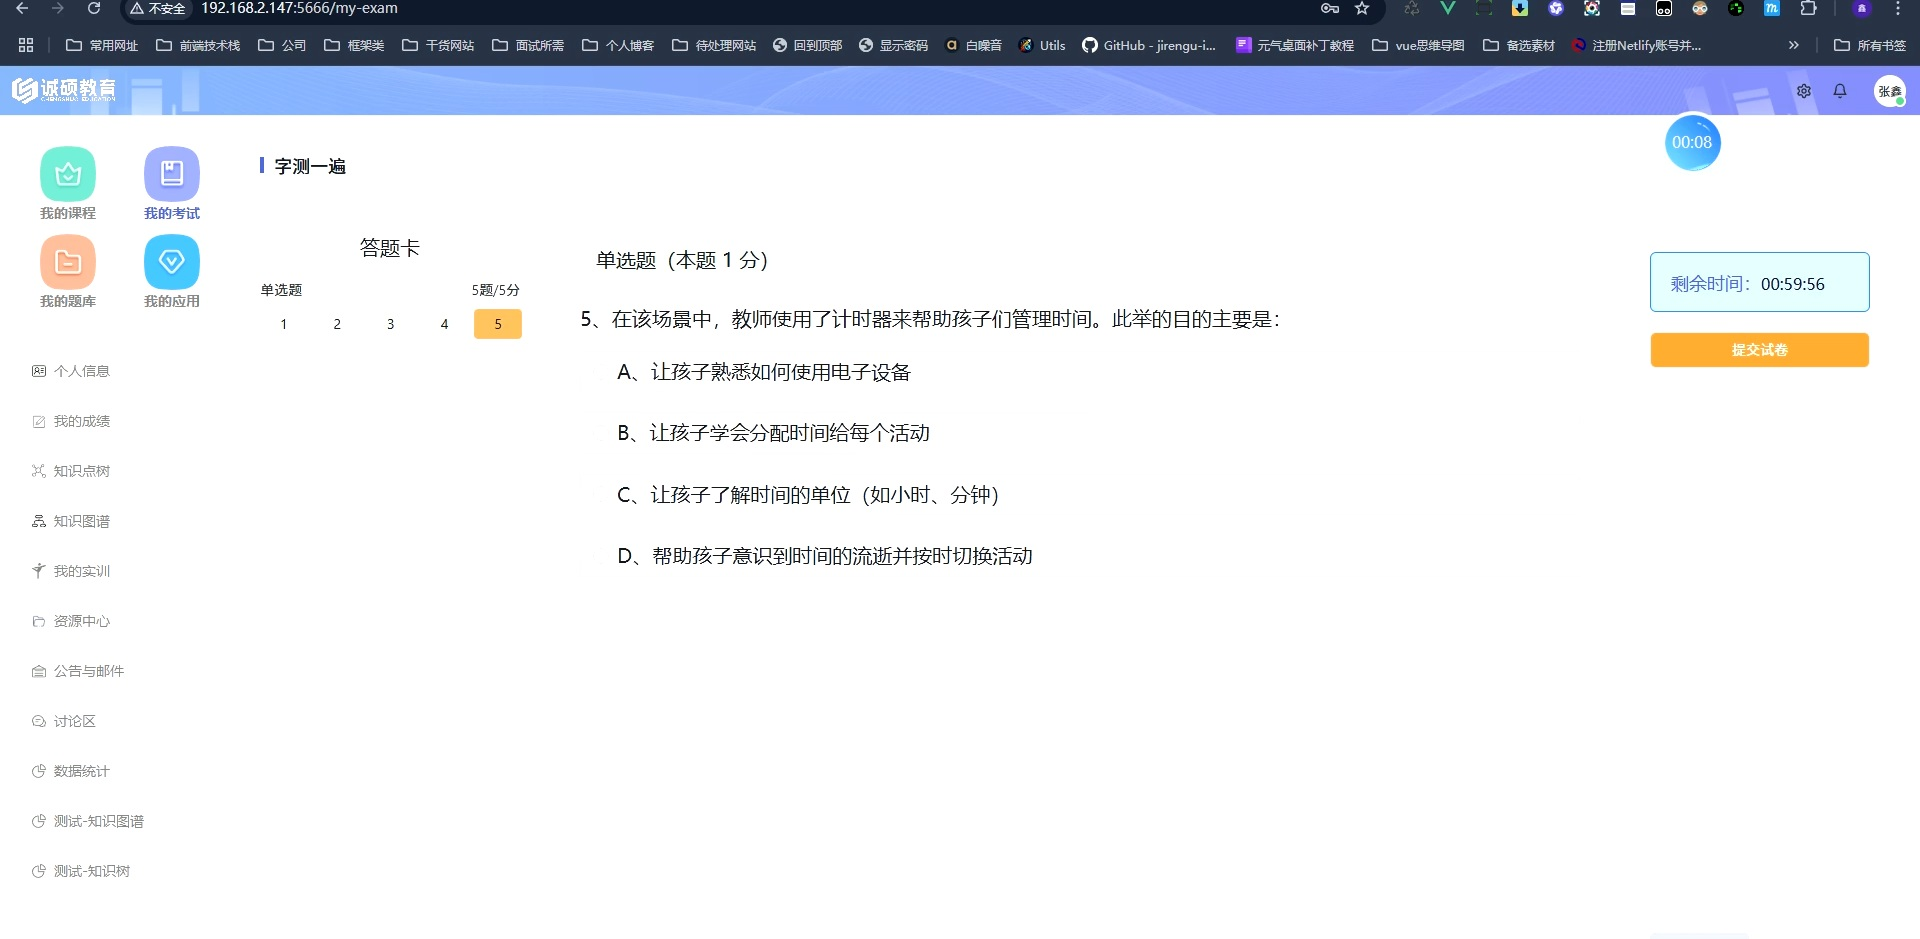 不安全 192.168.2.147:5666/my-exam
常用网址 前端技术栈 公司 框架类 干货网站 面试所需 个人博客 待处理网站 回到顶部 显示密码 白噪音 Utils GitHub - jirengu-i... 元气桌面补丁教程 vue思维导图 备选素材 注册Netlify账号并... » 所有书签
诚硕教育
CHENGSHUO EDUCATION
张鑫
00:08
我的课程 我的考试
我的题库 我的应用
个人信息
我的成绩
知识点树
知识图谱
我的实训
资源中心
公告与邮件
讨论区
数据统计
测试-知识图谱
测试-知识树
字测一遍
答题卡
单选题 5题/5分
1 2 3 4 5
单选题（本题 1 分）
5、在该场景中，教师使用了计时器来帮助孩子们管理时间。此举的目的主要是：
A、让孩子熟悉如何使用电子设备
B、让孩子学会分配时间给每个活动
C、让孩子了解时间的单位（如小时、分钟）
D、帮助孩子意识到时间的流逝并按时切换活动
剩余时间：00:59:56
提交试卷